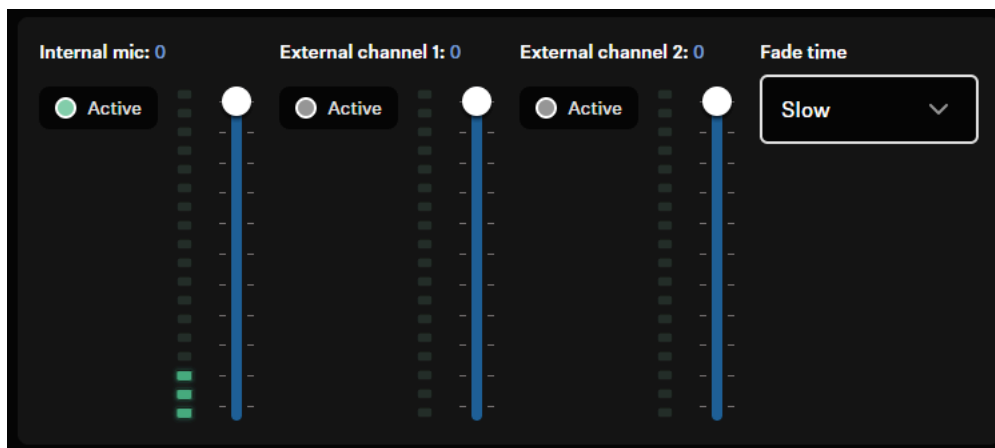 Internal mic: 0
External channel 1: 0
External channel 2: 0
Fade time
Active
Active
Active
Slow